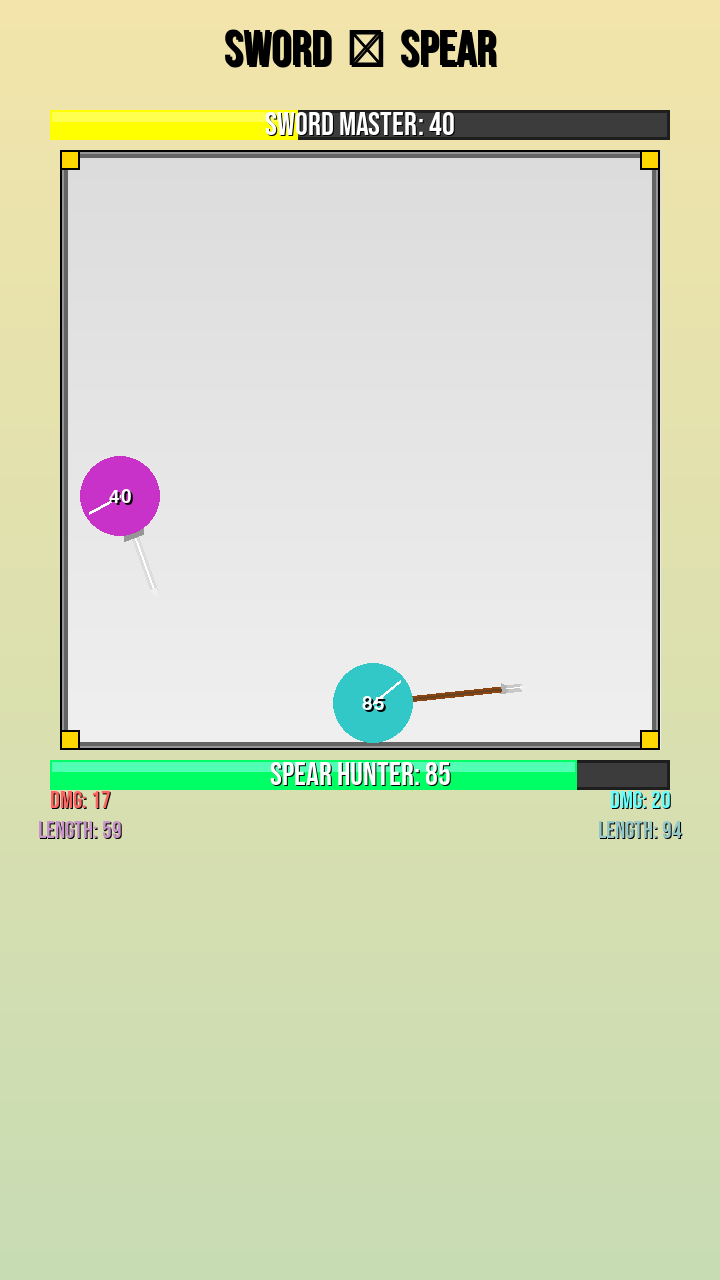 SWORD ⛝ SPEAR
SWORD MASTER: 40
40
85
SPEAR HUNTER: 85
DMG: 17 DMG: 20
LENGTH: 59 LENGTH: 94